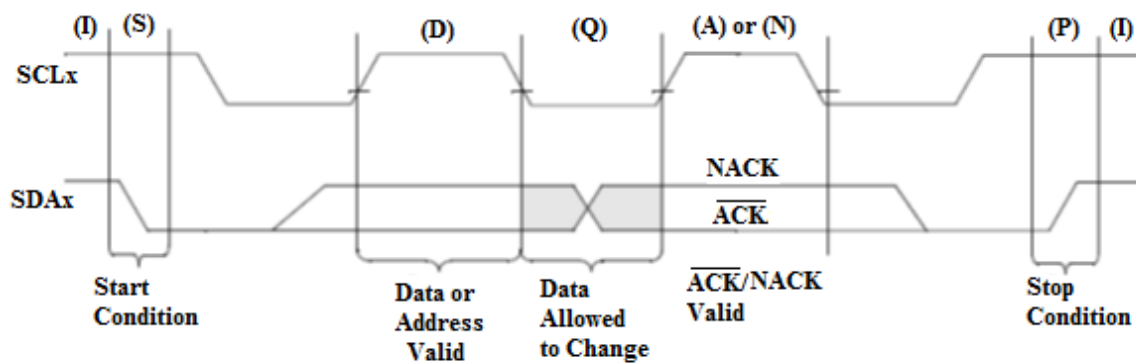 (I) (S) (D) (Q) (A) or (N) (P) (I)
SCLx
NACK
SDAx
ACK
Start
Condition
Data or
Address
Valid
Data
Allowed
to Change
ACK/NACK
Valid
Stop
Condition